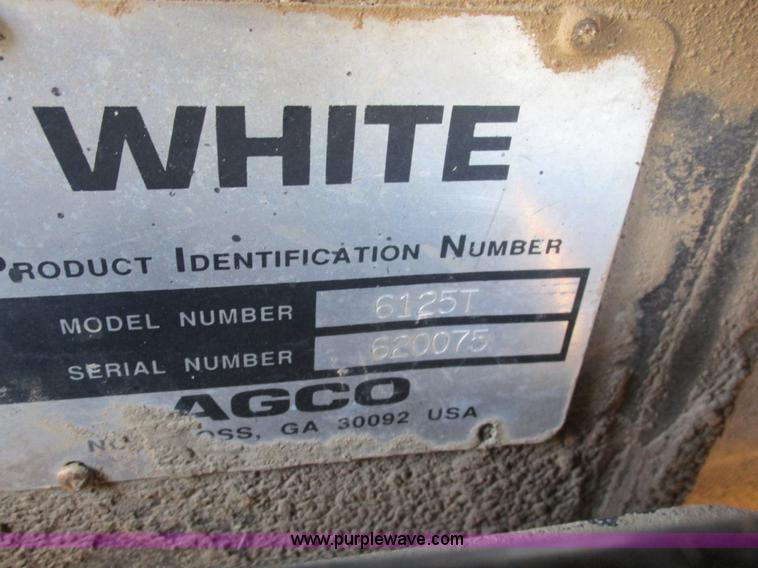 WHITE
PRODUCT IDENTIFICATION NUMBER
MODEL NUMBER 6125T
SERIAL NUMBER 620075
AGCO
GA 30092 USA
www.purplewave.com